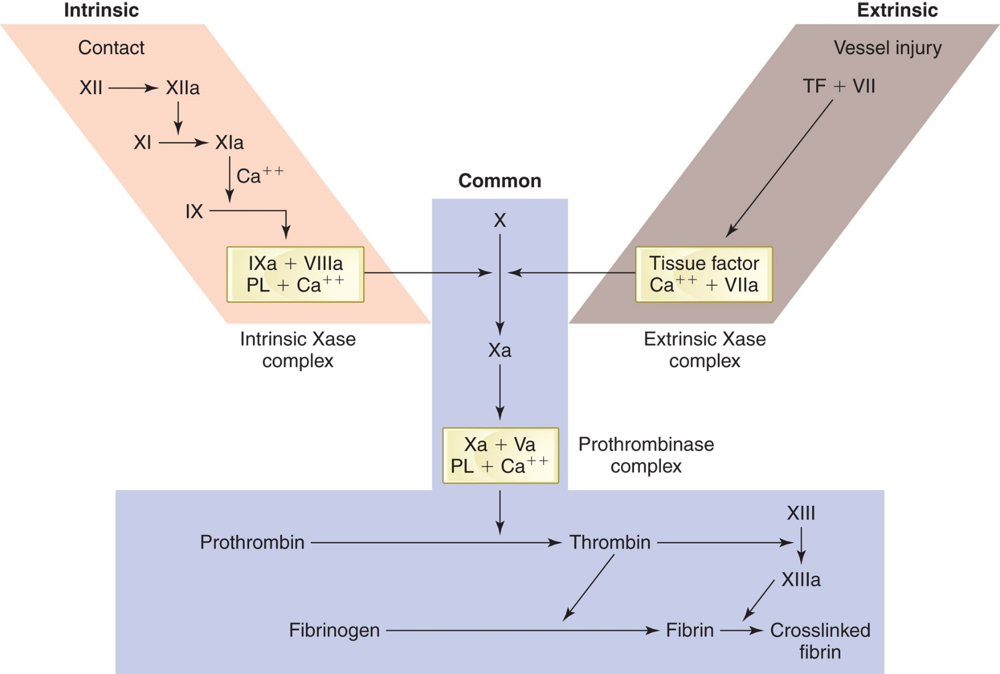 Intrinsic
Extrinsic
Contact
Vessel injury
XII
XIIa
TF + VII
XI
XIa
Ca++
Common
IX
X
IXa + VIIIa
PL + Ca++
Tissue factor
Ca++ + VIIa
Intrinsic Xase
complex
Xa
Extrinsic Xase
complex
Xa + Va
PL + Ca++
Prothrombinase
complex
XIII
Prothrombin
Thrombin
XIIIa
Fibrinogen
Fibrin
Crosslinked
fibrin